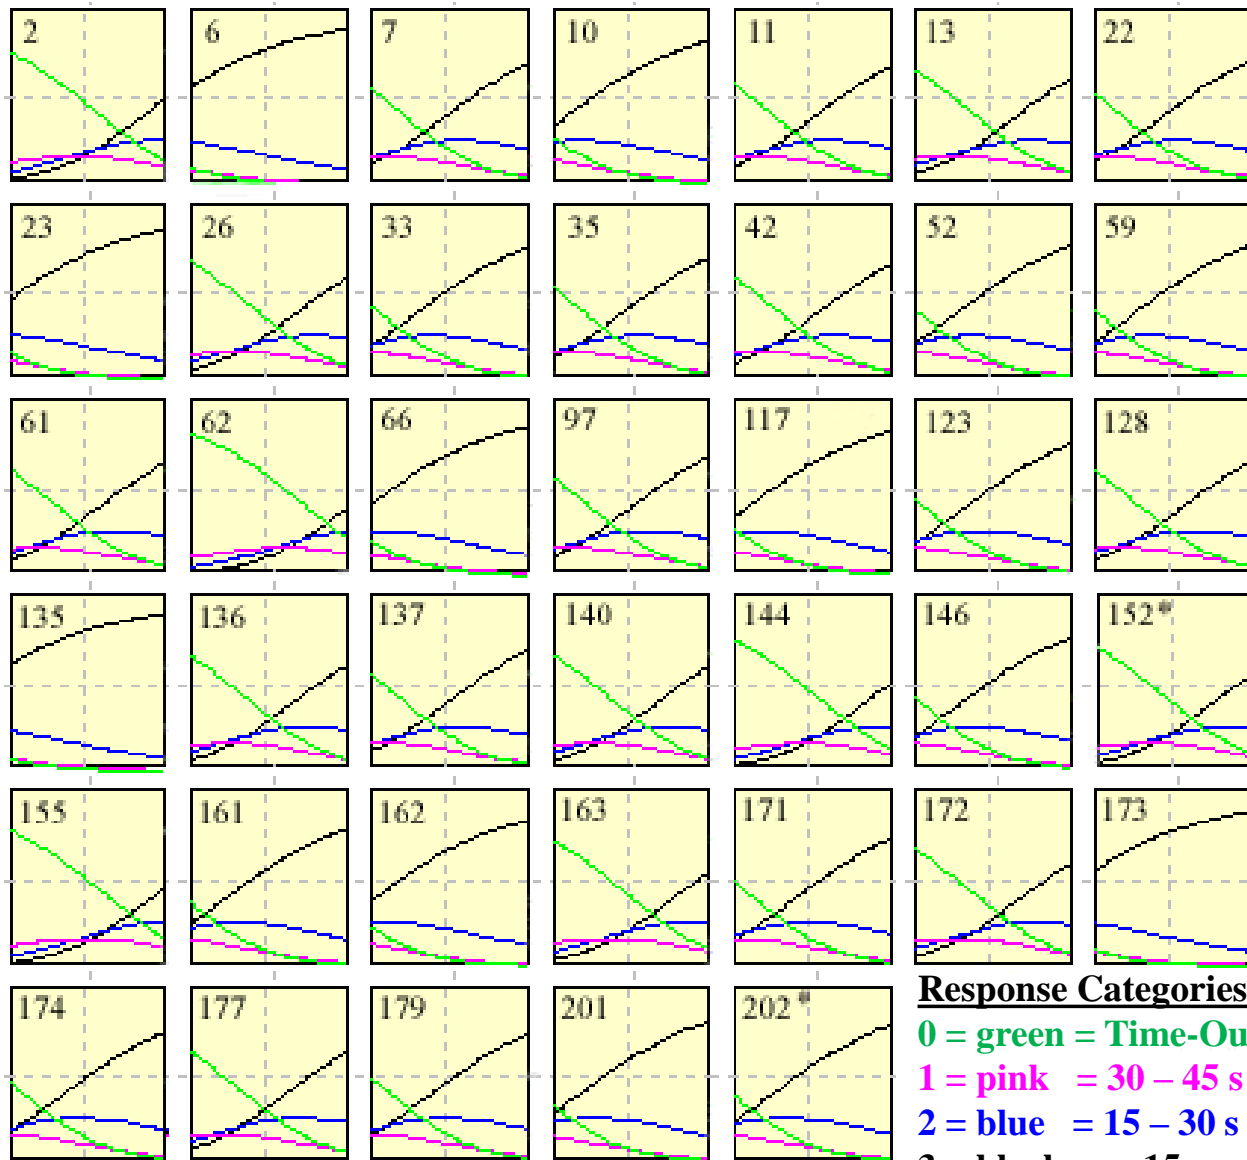 2 6 7 10 11 13 22
23 26 33 35 42 52 59
61 62 66 97 117 123 128
135 136 137 140 144 146 152#
155 161 162 163 171 172 173
174 177 179 201 202#
Response Categories
0 = green = Time-Ou
1 = pink = 30 – 45 s
2 = blue = 15 – 30 s